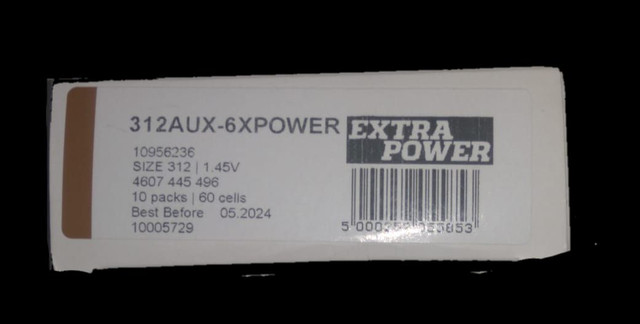 312AUX-6XPOWER
EXTRA
POWER
10956236
SIZE 312 | 1.45V
4607 445 496
10 packs | 60 cells
Best Before 05.2024
10005729